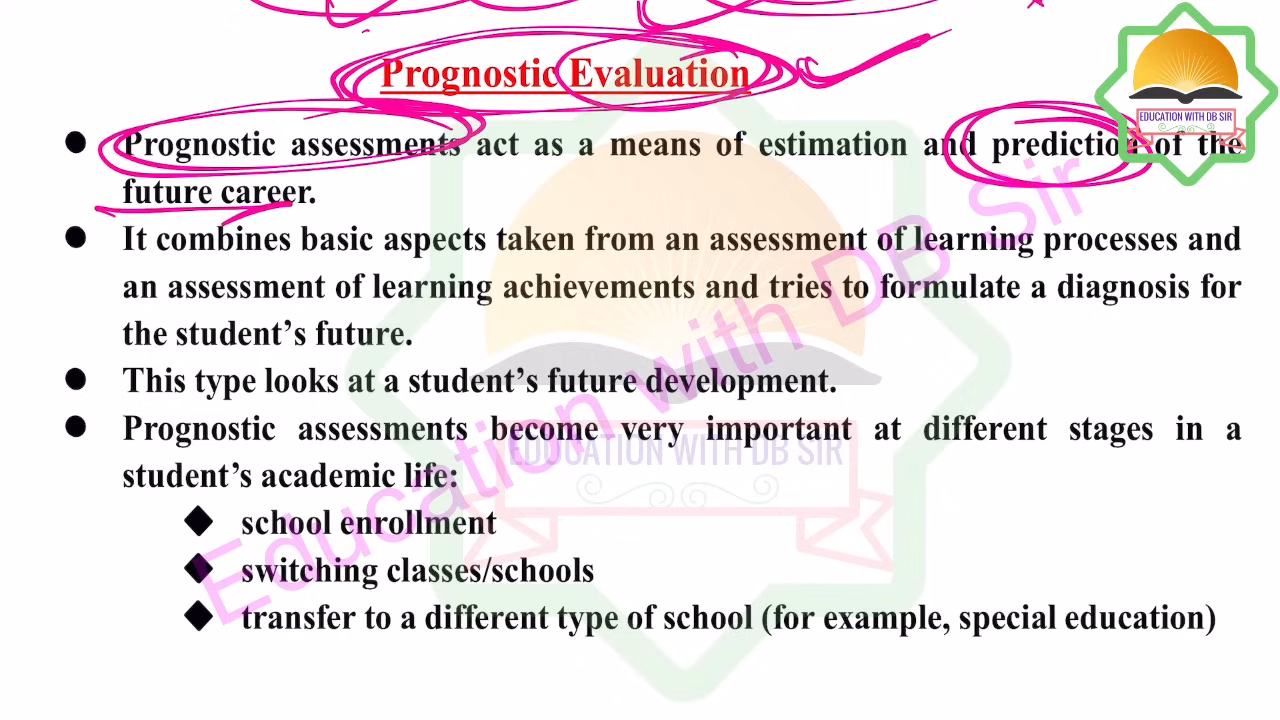 Prognostic Evaluation
EDUCATION WITH DB SIR
● Prognostic assessments act as a means of estimation and prediction of the
future career.
● It combines basic aspects taken from an assessment of learning processes and
an assessment of learning achievements and tries to formulate a diagnosis for
the student's future.
● This type looks at a student's future development.
● Prognostic assessments become very important at different stages in a
student's academic life:
◆ school enrollment
◆ switching classes/schools
◆ transfer to a different type of school (for example, special education)
Education with DB Sir
EDUCATION WITH DB SIR